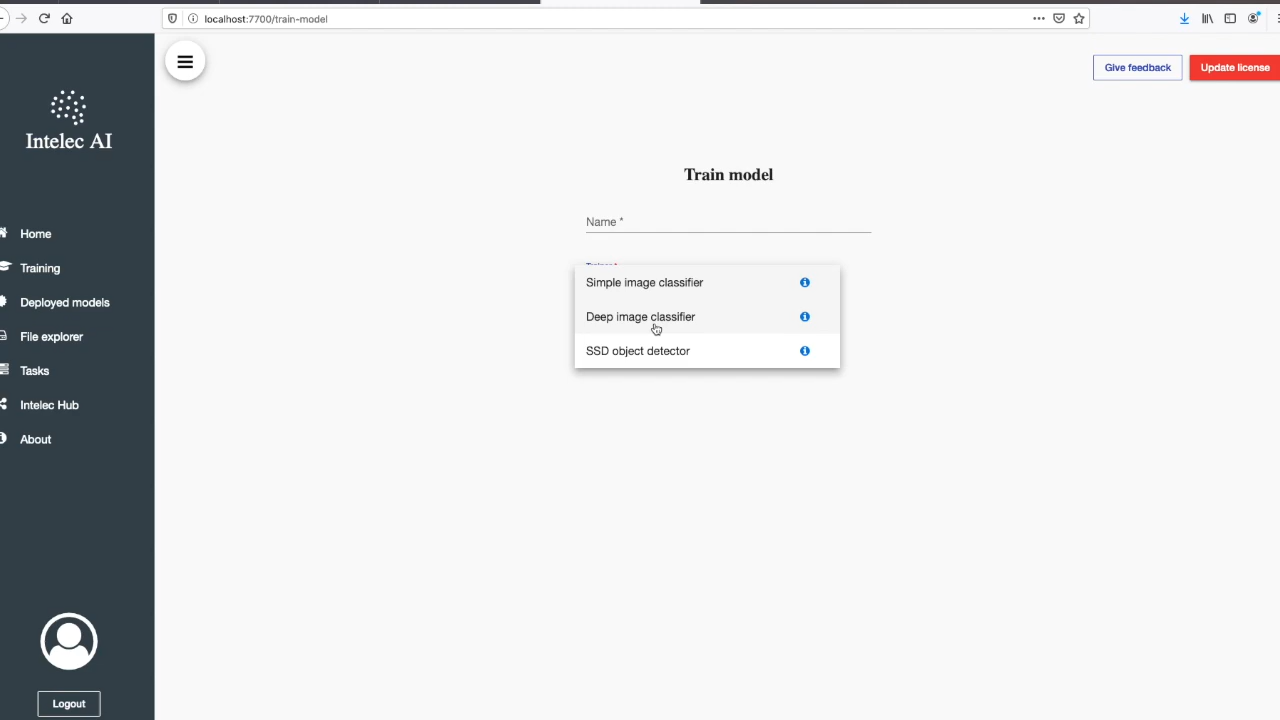 localhost:7700/train-model
Give feedback
Update license
Intelec AI
Train model
Name *
Trainer *
Simple image classifier
Deep image classifier
SSD object detector
Home
Training
Deployed models
File explorer
Tasks
Intelec Hub
About
Logout